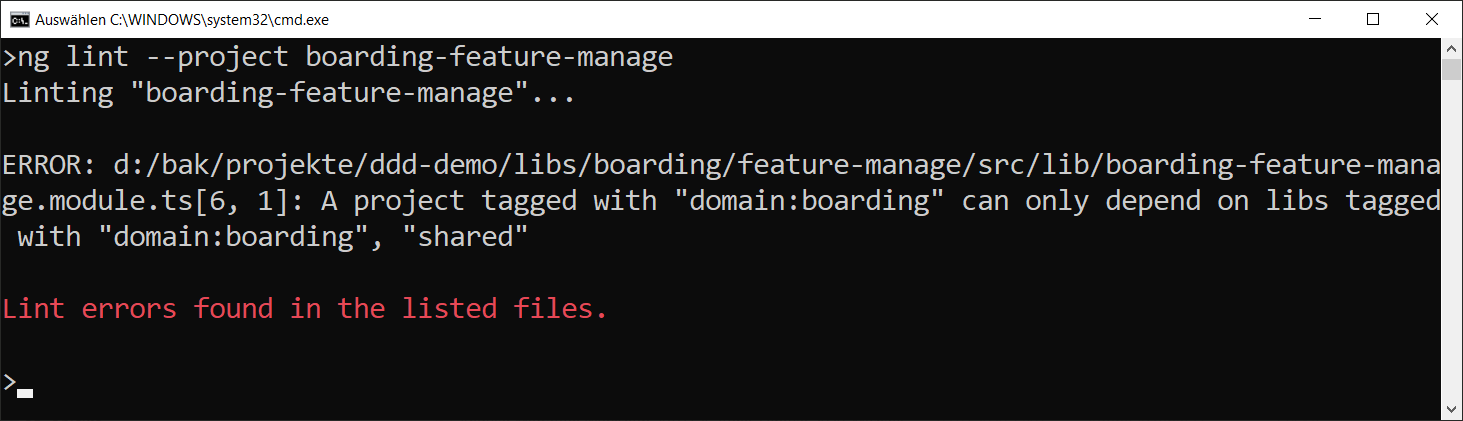 Auswählen C:\WINDOWS\system32\cmd.exe
>ng lint --project boarding-feature-manage
Linting "boarding-feature-manage"...
ERROR: d:/bak/projekte/ddd-demo/libs/boarding/feature-manage/src/lib/boarding-feature-mana
ge.module.ts[6, 1]: A project tagged with "domain:boarding" can only depend on libs tagged
 with "domain:boarding", "shared"
Lint errors found in the listed files.
>